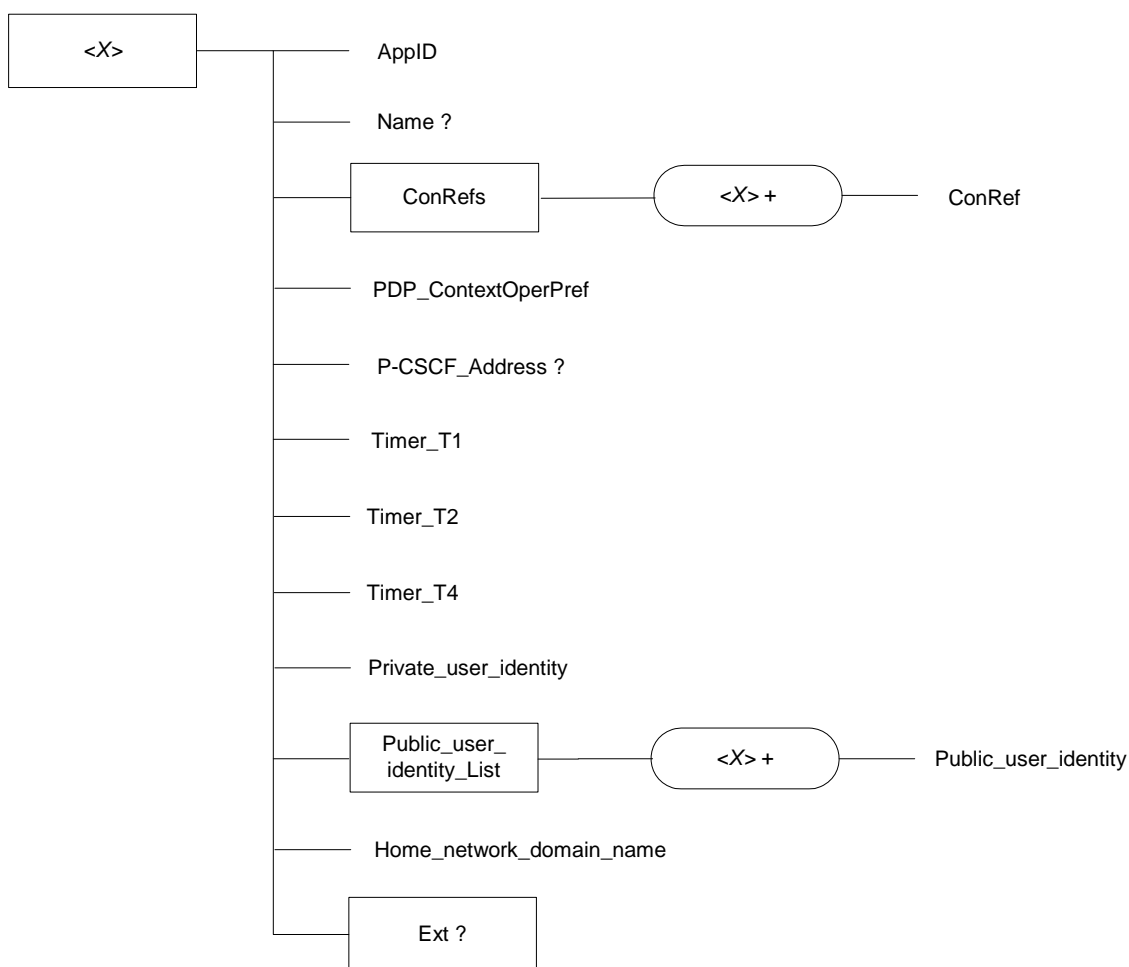 <X>
AppID
Name ?
ConRefs
<X> +
ConRef
PDP_ContextOperPref
P-CSCF_Address ?
Timer_T1
Timer_T2
Timer_T4
Private_user_identity
Public_user_
identity_List
<X> +
Public_user_identity
Home_network_domain_name
Ext ?